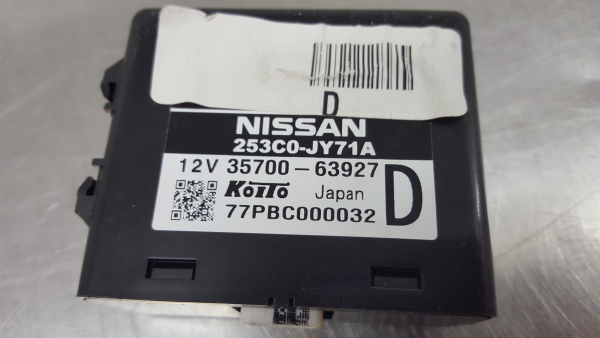 D
NISSAN
253C0-JY71A
12V 35700-63927
KOITO Japan D
77PBC000032